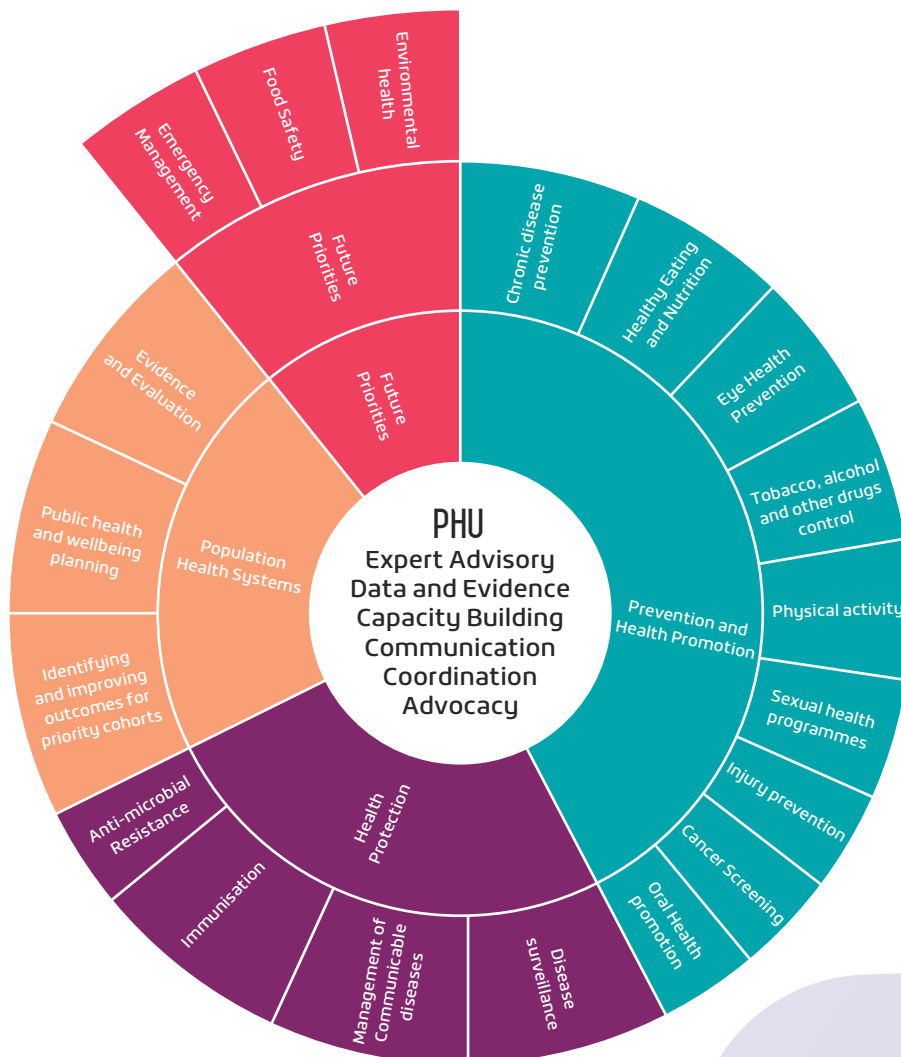 PHU
Expert Advisory
Data and Evidence
Capacity Building
Communication
Coordination
Advocacy
Future
Priorities
Future
Priorities
Emergency
Management
Food Safety
Environmental
health
Prevention and
Health Promotion
Chronic disease
prevention
Healthy Eating
and Nutrition
Eye Health
Prevention
Tobacco, alcohol
and other drugs
control
Physical activity
Sexual health
programmes
Injury prevention
Cancer Screening
Oral Health
promotion
Health
Protection
Disease
surveillance
Management of
Communicable
diseases
Immunisation
Anti-microbial
Resistance
Population
Health Systems
Identifying
and improving
outcomes for
priority cohorts
Public health
and wellbeing
planning
Evidence
and Evaluation